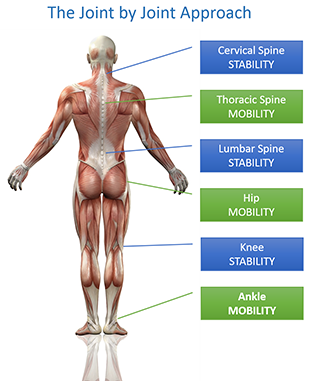 The Joint by Joint Approach
Cervical Spine
STABILITY
Thoracic Spine
MOBILITY
Lumbar Spine
STABILITY
Hip
MOBILITY
Knee
STABILITY
Ankle
MOBILITY